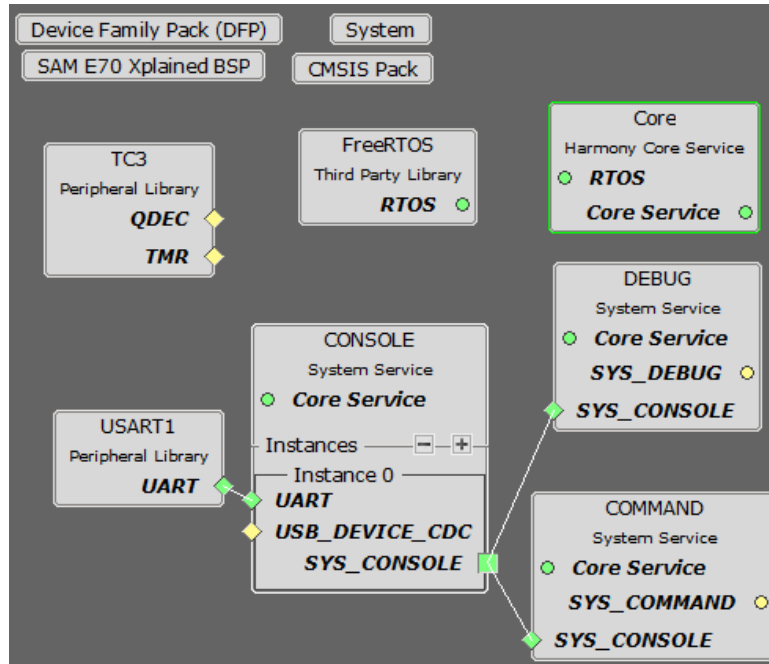 Device Family Pack (DFP)
System
SAM E70 Xplained BSP
CMSIS Pack
TC3
Peripheral Library
QDEC
TMR
FreeRTOS
Third Party Library
RTOS
Core
Harmony Core Service
RTOS
Core Service
DEBUG
System Service
Core Service
SYS_DEBUG
SYS_CONSOLE
CONSOLE
System Service
Core Service
Instances
Instance 0
UART
USB_DEVICE_CDC
SYS_CONSOLE
USART1
Peripheral Library
UART
COMMAND
System Service
Core Service
SYS_COMMAND
SYS_CONSOLE